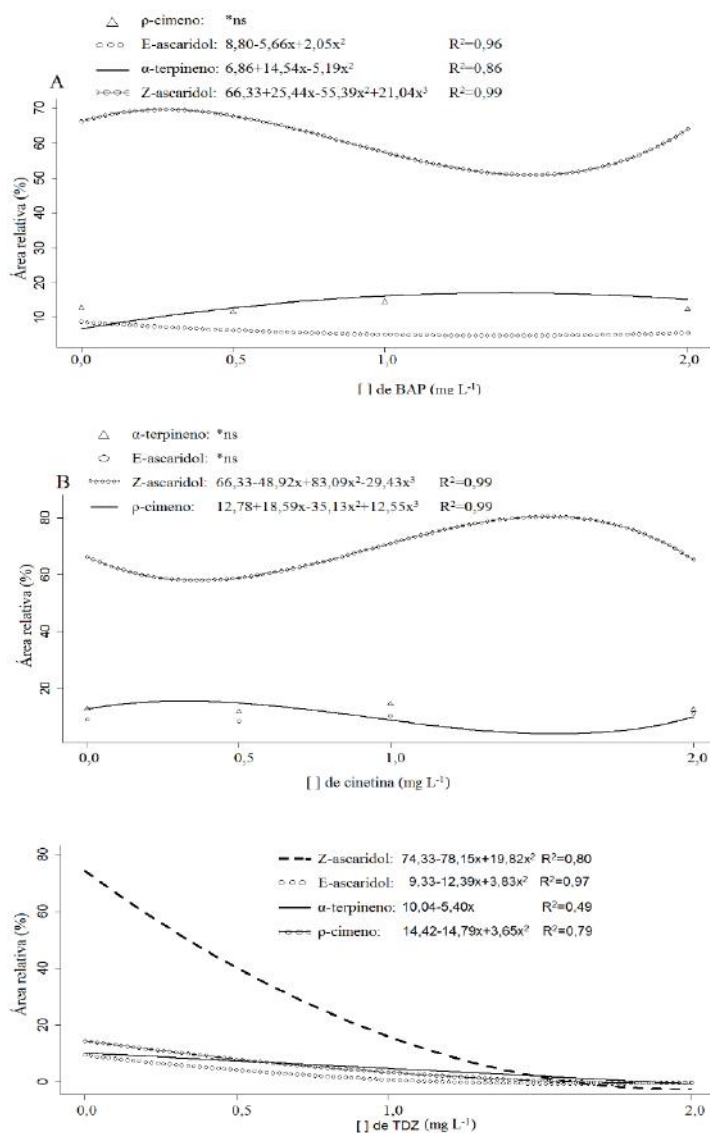 ρ-cimeno: *ns
E-ascaridol: 8,80-5,66x+2,05x² R²=0,96
α-terpineno: 6,86+14,54x-5,19x² R²=0,86
A
Z-ascaridol: 66,33+25,44x-55,39x²+21,04x³ R²=0,99
Área relativa (%)
70
60
50
40
30
20
10
0,0 0,5 1,0 2,0
[ ] de BAP (mg L⁻¹)
α-terpineno: *ns
E-ascaridol: *ns
B
Z-ascaridol: 66,33-48,92x+83,09x²-29,43x³ R²=0,99
ρ-cimeno: 12,78+18,59x-35,13x²+12,55x³ R²=0,99
Área relativa (%)
80
60
40
20
0,0 0,5 1,0 2,0
[ ] de cinetina (mg L⁻¹)
Z-ascaridol: 74,33-78,15x+19,82x² R²=0,80
E-ascaridol: 9,33-12,39x+3,83x² R²=0,97
α-terpineno: 10,04-5,40x R²=0,49
ρ-cimeno: 14,42-14,79x+3,65x² R²=0,79
Área relativa (%)
80
60
40
20
0
0,0 0,5 1,0 2,0
[ ] de TDZ (mg L⁻¹)